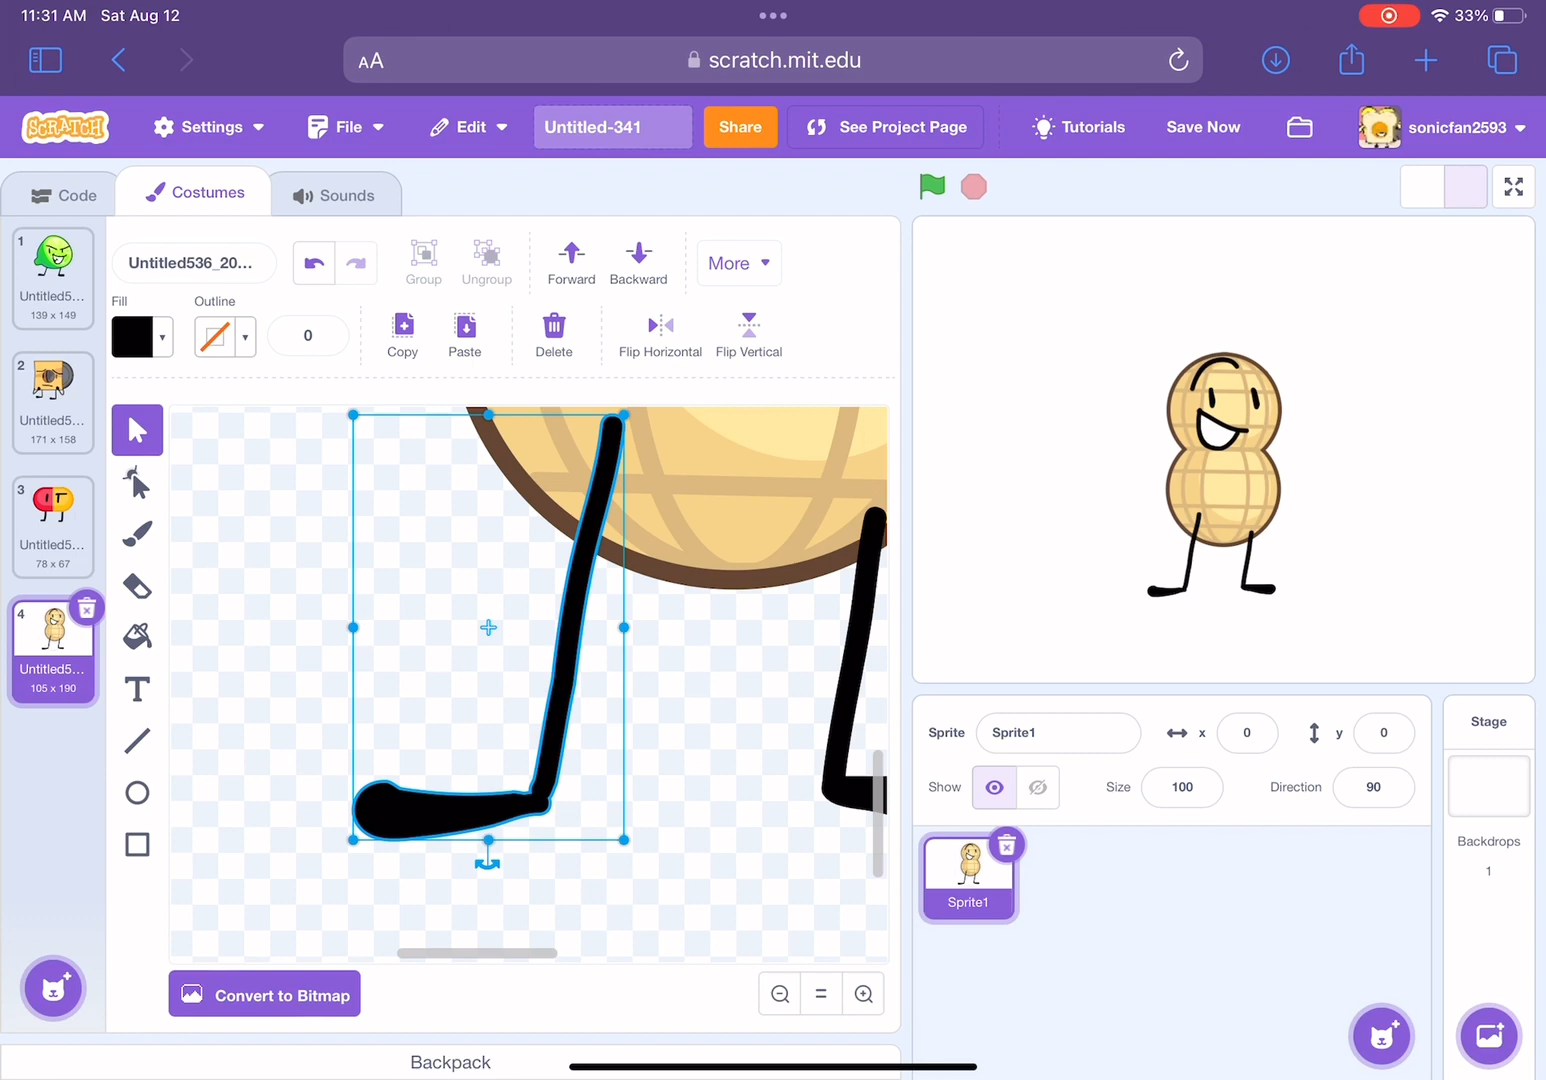 11:31 AM Sat Aug 12
33%
AA
scratch.mit.edu
SCRATCH
Settings
File
Edit
Untitled-341
Share
See Project Page
Tutorials
Save Now
sonicfan2593
Code
Costumes
Sounds
1
Untitled5...
139 x 149
2
Untitled5...
171 x 158
3
Untitled5...
78 x 67
4
Untitled5...
105 x 190
Untitled536_20...
Group
Ungroup
Forward
Backward
More
Fill
Outline
0
Copy
Paste
Delete
Flip Horizontal
Flip Vertical
T
Convert to Bitmap
=
Backpack
Sprite
Sprite1
x
0
y
0
Show
Size
100
Direction
90
Sprite1
Stage
Backdrops
1